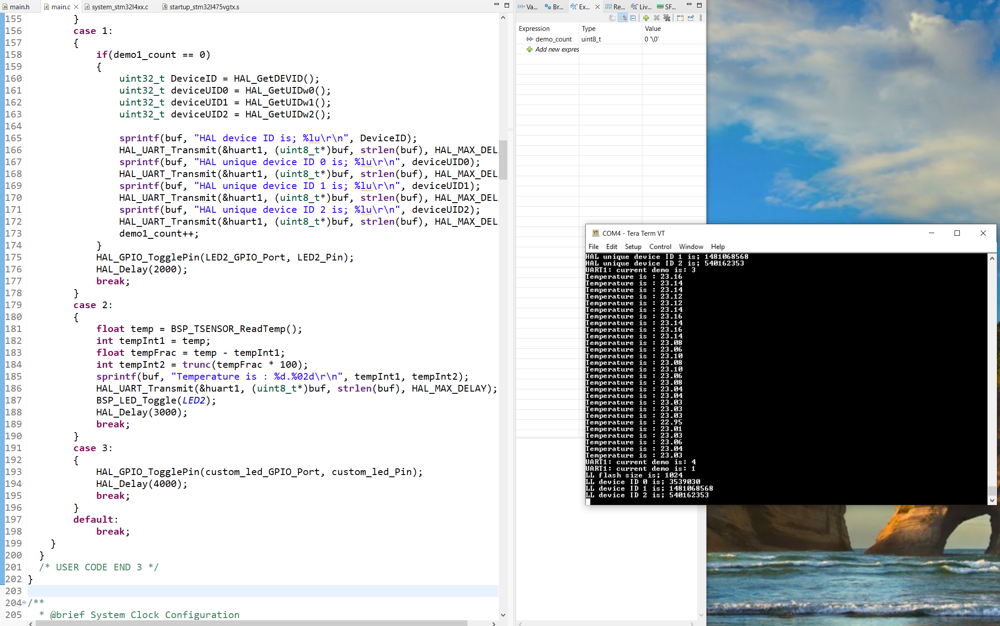 main.h
main.c
system_stm32l4xx.c
startup_stm32l475vgtx.s
155 }
156 case 1:
157 {
158 if(demo1_count == 0)
159 {
160 uint32_t DeviceID = HAL_GetDEVID();
161 uint32_t deviceUID0 = HAL_GetUIDw0();
162 uint32_t deviceUID1 = HAL_GetUIDw1();
163 uint32_t deviceUID2 = HAL_GetUIDw2();
164
165 sprintf(buf, "HAL device ID is; %lu\r\n", DeviceID);
166 HAL_UART_Transmit(&huart1, (uint8_t*)buf, strlen(buf), HAL_MAX_DEL
167 sprintf(buf, "HAL unique device ID 0 is; %lu\r\n", deviceUID0);
168 HAL_UART_Transmit(&huart1, (uint8_t*)buf, strlen(buf), HAL_MAX_DEL
169 sprintf(buf, "HAL unique device ID 1 is; %lu\r\n", deviceUID1);
170 HAL_UART_Transmit(&huart1, (uint8_t*)buf, strlen(buf), HAL_MAX_DEL
171 sprintf(buf, "HAL unique device ID 2 is; %lu\r\n", deviceUID2);
172 HAL_UART_Transmit(&huart1, (uint8_t*)buf, strlen(buf), HAL_MAX_DEL
173 demo1_count++;
174 }
175 HAL_GPIO_TogglePin(LED2_GPIO_Port, LED2_Pin);
176 HAL_Delay(2000);
177 break;
178 }
179 case 2:
180 {
181 float temp = BSP_TSENSOR_ReadTemp();
182 int tempInt1 = temp;
183 float tempFrac = temp - tempInt1;
184 int tempInt2 = trunc(tempFrac * 100);
185 sprintf(buf, "Temperature is : %d.%02d\r\n", tempInt1, tempInt2);
186 HAL_UART_Transmit(&huart1, (uint8_t*)buf, strlen(buf), HAL_MAX_DELAY);
187 BSP_LED_Toggle(LED2);
188 HAL_Delay(3000);
189 break;
190 }
191 case 3:
192 {
193 HAL_GPIO_TogglePin(custom_led_GPIO_Port, custom_led_Pin);
194 HAL_Delay(4000);
195 break;
196 }
197 default:
198 break;
199 }
200 }
201 /* USER CODE END 3 */
202 }
203
204 /**
205 * @brief System Clock Configuration
(x)= Va... Br... Ex... Re... Liv... SF...
Expression Type Value
(x)= demo_count uint8_t 0 '\0'
Add new expres
COM4 - Tera Term VT
File Edit Setup Control Window Help
HAL unique device ID 1 is; 1481068568
HAL unique device ID 2 is; 540162353
UART1: current demo is: 3
Temperature is : 23.16
Temperature is : 23.14
Temperature is : 23.14
Temperature is : 23.12
Temperature is : 23.12
Temperature is : 23.14
Temperature is : 23.16
Temperature is : 23.14
Temperature is : 23.16
Temperature is : 23.14
Temperature is : 23.08
Temperature is : 23.06
Temperature is : 23.10
Temperature is : 23.08
Temperature is : 23.10
Temperature is : 23.06
Temperature is : 23.08
Temperature is : 23.04
Temperature is : 23.04
Temperature is : 23.03
Temperature is : 23.03
Temperature is : 23.03
Temperature is : 22.95
Temperature is : 23.01
Temperature is : 23.03
Temperature is : 23.06
Temperature is : 23.04
Temperature is : 23.03
UART1: current demo is: 4
UART1: current demo is: 1
LL flash size is; 1024
LL device ID 0 is; 3539030
LL device ID 1 is; 1481068568
LL device ID 2 is; 540162353